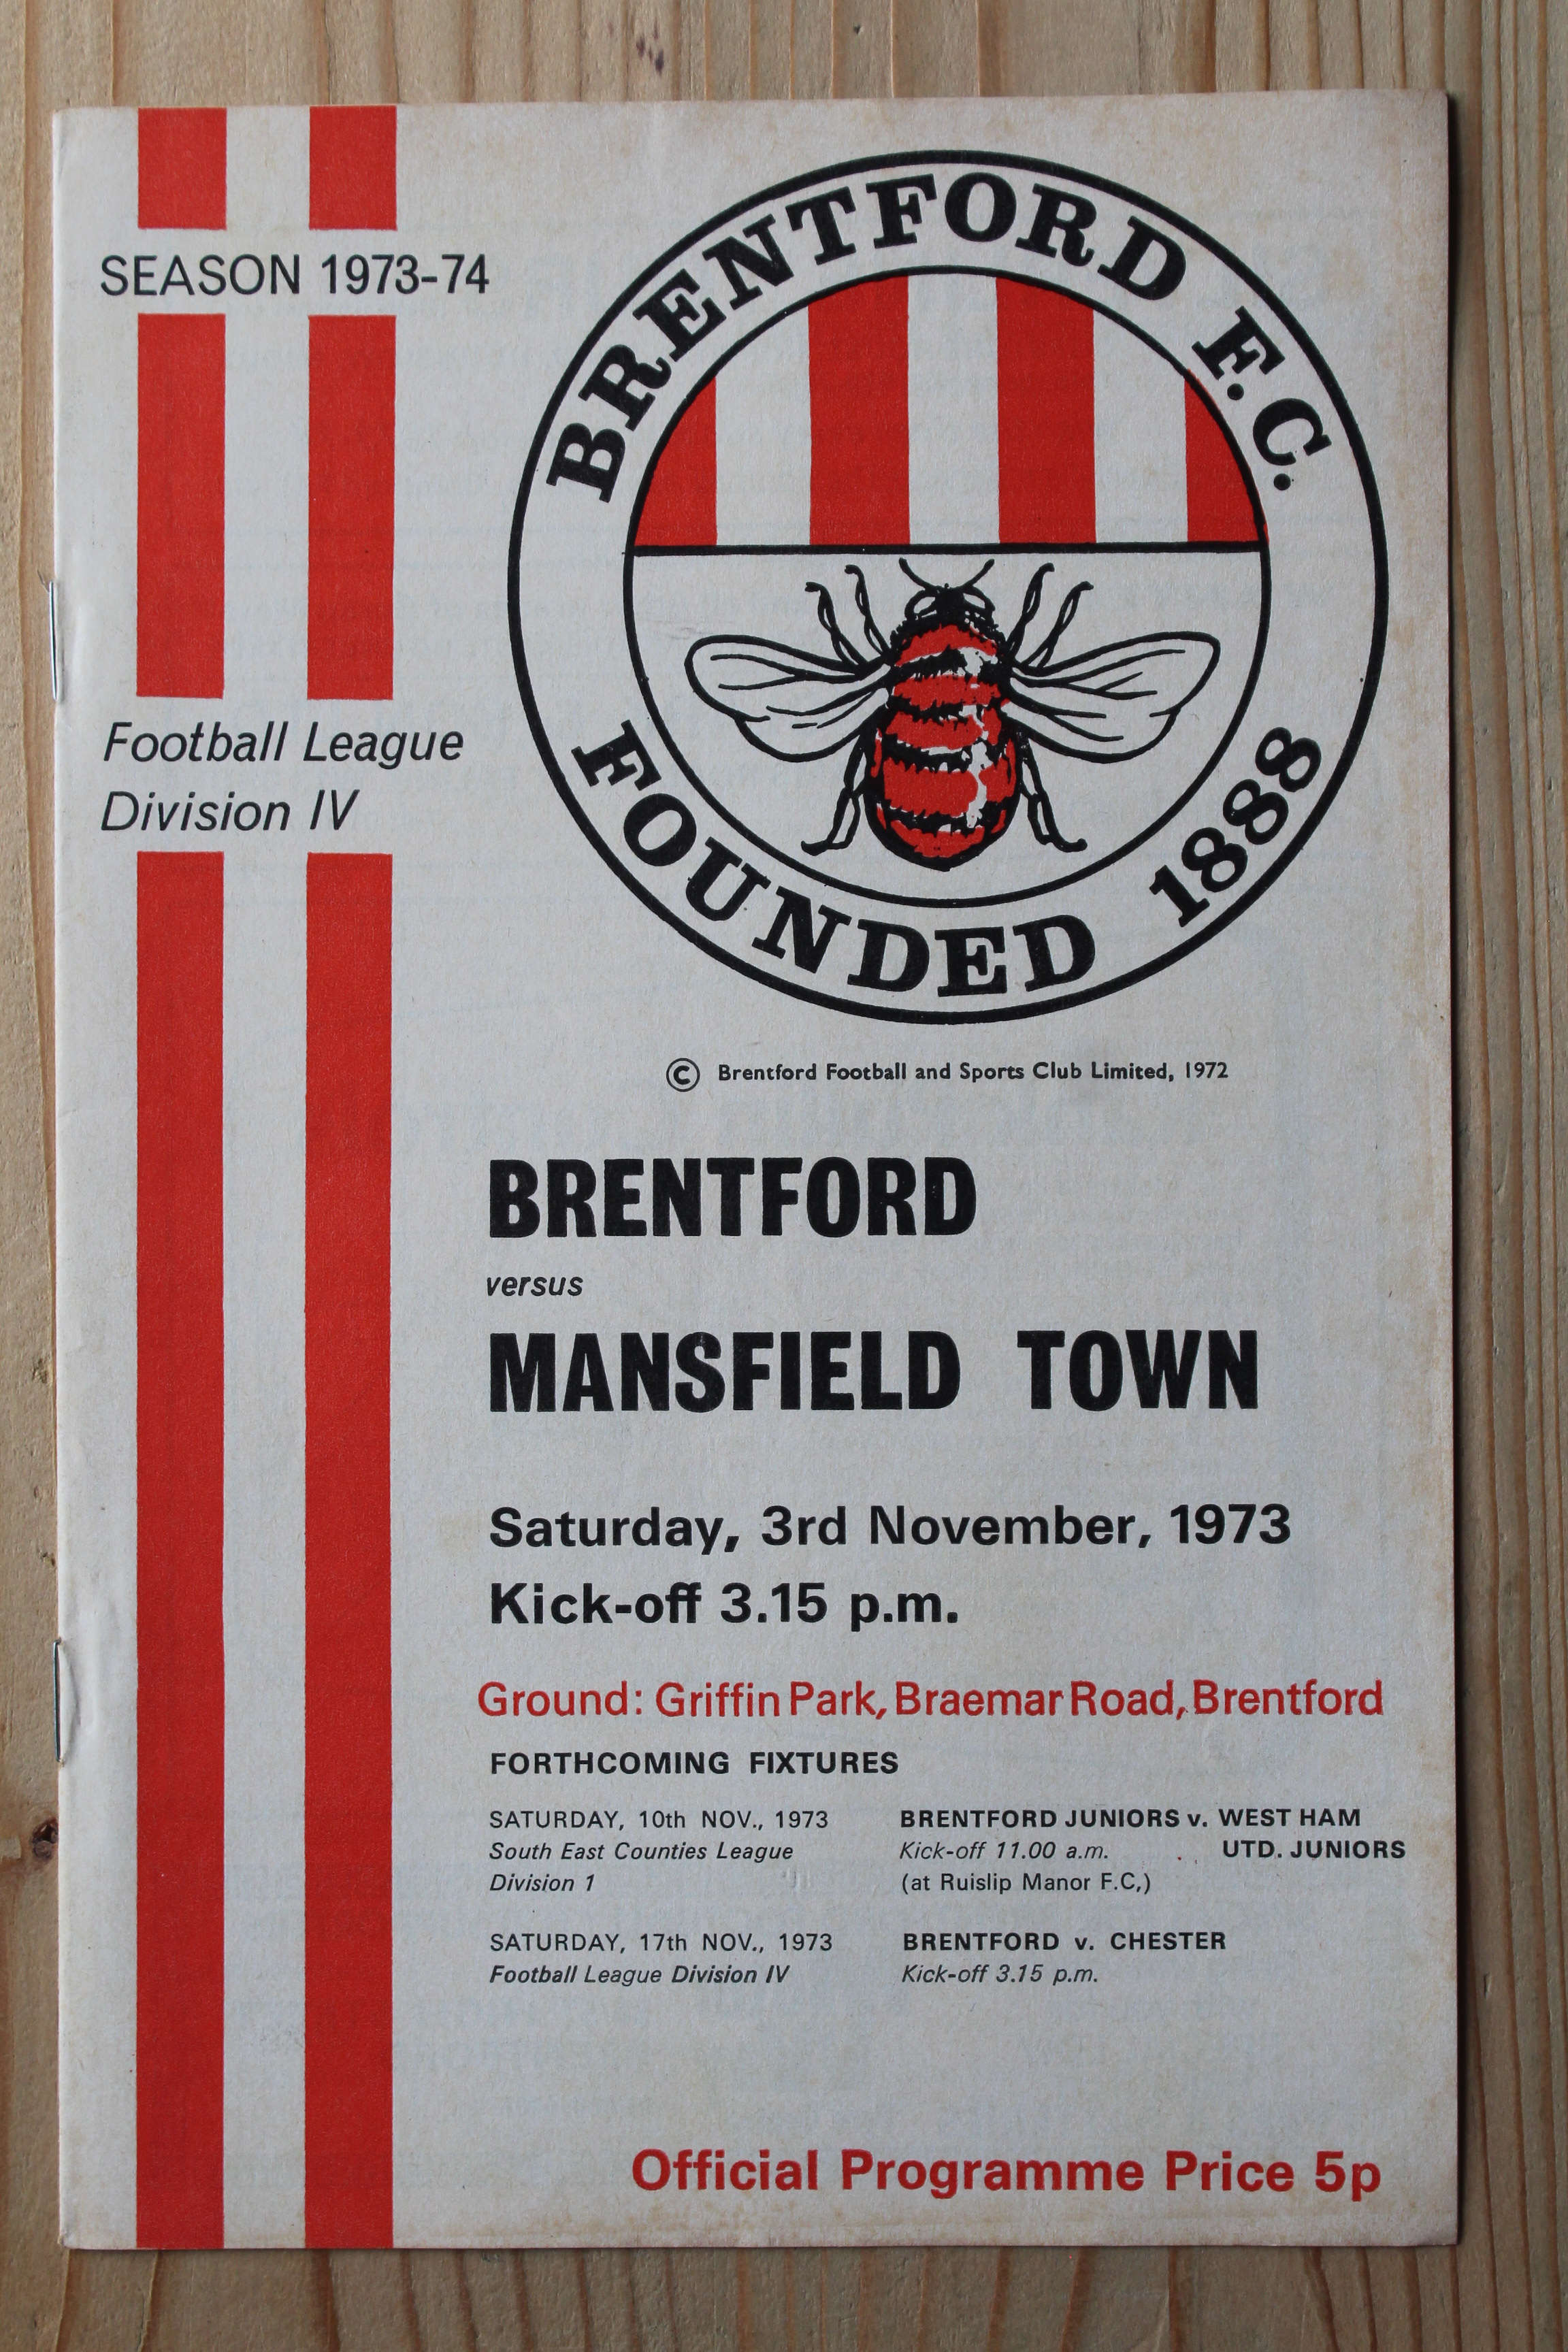 SEASON 1973-74
BRENTFORD F.C.
FOUNDED 1888
Football League
Division IV
© Brentford Football and Sports Club Limited, 1972
BRENTFORD
versus
MANSFIELD TOWN
Saturday, 3rd November, 1973
Kick-off 3.15 p.m.
Ground: Griffin Park, Braemar Road, Brentford
FORTHCOMING FIXTURES
SATURDAY, 10th NOV., 1973 BRENTFORD JUNIORS v. WEST HAM
South East Counties League Kick-off 11.00 a.m. UTD. JUNIORS
Division 1 (at Ruislip Manor F.C,)
SATURDAY, 17th NOV., 1973 BRENTFORD v. CHESTER
Football League Division IV Kick-off 3.15 p.m.
Official Programme Price 5p